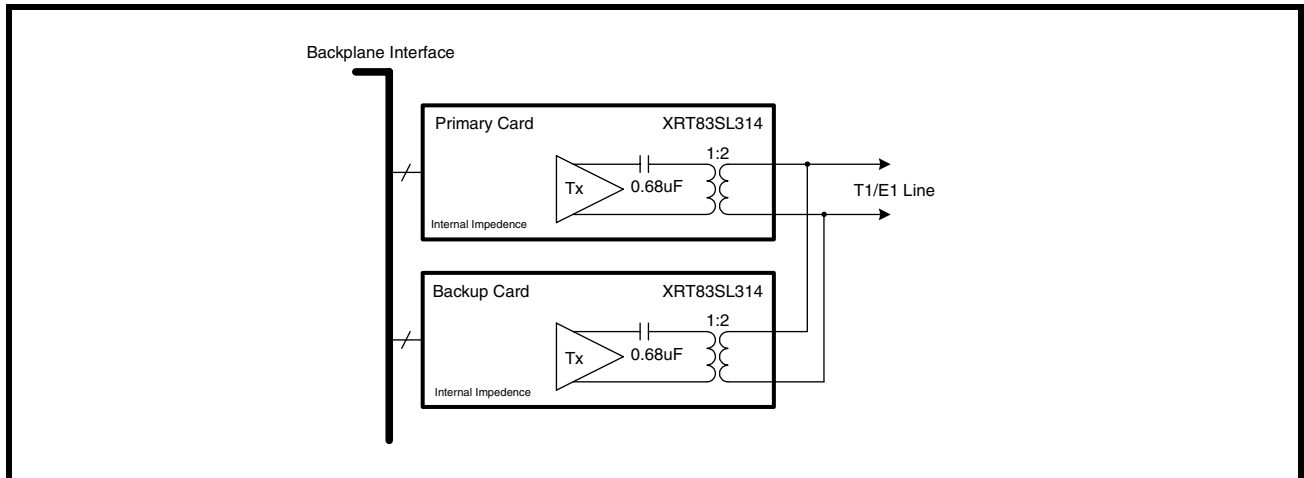 Backplane Interface
Primary Card XRT83SL314
1:2
Tx 0.68uF
T1/E1 Line
Internal Impedence
Backup Card XRT83SL314
1:2
Tx 0.68uF
Internal Impedence